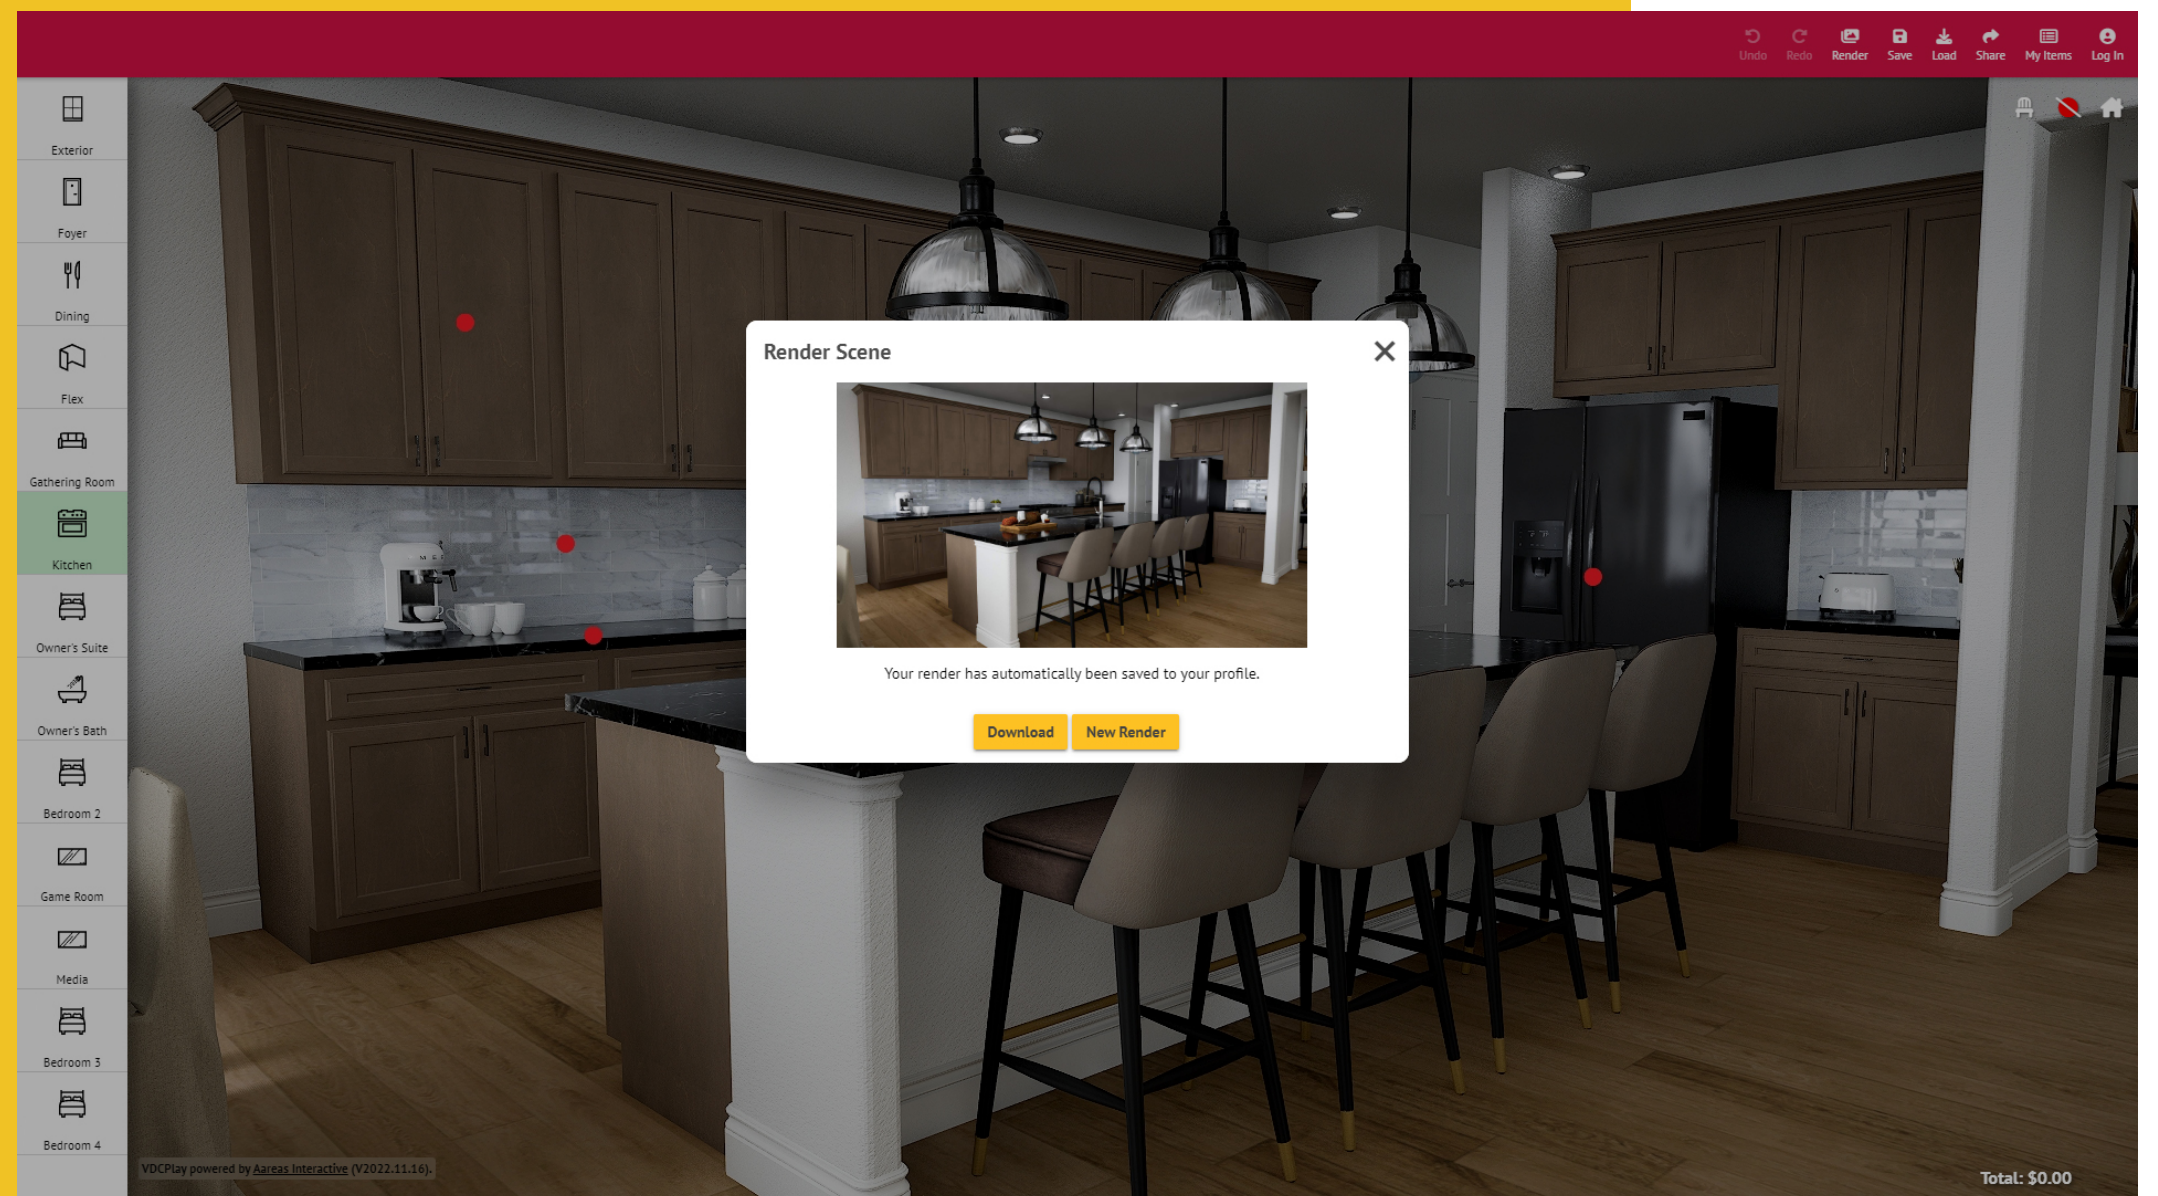 Undo
Redo
Render
Save
Load
Share
My Items
Log In
Exterior
Foyer
Dining
Flex
Gathering Room
Kitchen
Owner's Suite
Owner's Bath
Bedroom 2
Game Room
Media
Bedroom 3
Bedroom 4
Render Scene
Your render has automatically been saved to your profile.
Download
New Render
VDCPlay powered by Aareas Interactive (V2022.11.16).
Total: $0.00